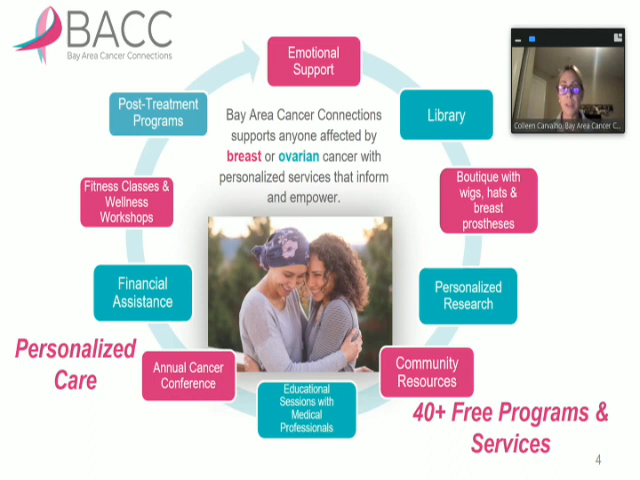 BACC
Bay Area Cancer Connections
Emotional
Support
Library
Boutique with
wigs, hats &
breast
prostheses
Personalized
Research
Community
Resources
Educational
Sessions with
Medical
Professionals
Annual Cancer
Conference
Financial
Assistance
Fitness Classes &
Wellness
Workshops
Post-Treatment
Programs
Bay Area Cancer Connections
supports anyone affected by
breast or ovarian cancer with
personalized services that inform
and empower.
Colleen Carvalho, Bay Area Cancer C...
Personalized
Care
40+ Free Programs &
Services
4